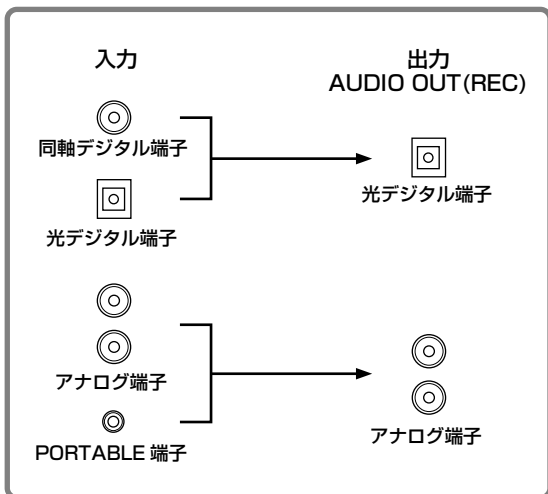 入力
出力
AUDIO OUT(REC)
同軸デジタル端子
光デジタル端子
光デジタル端子
アナログ端子
アナログ端子
PORTABLE 端子